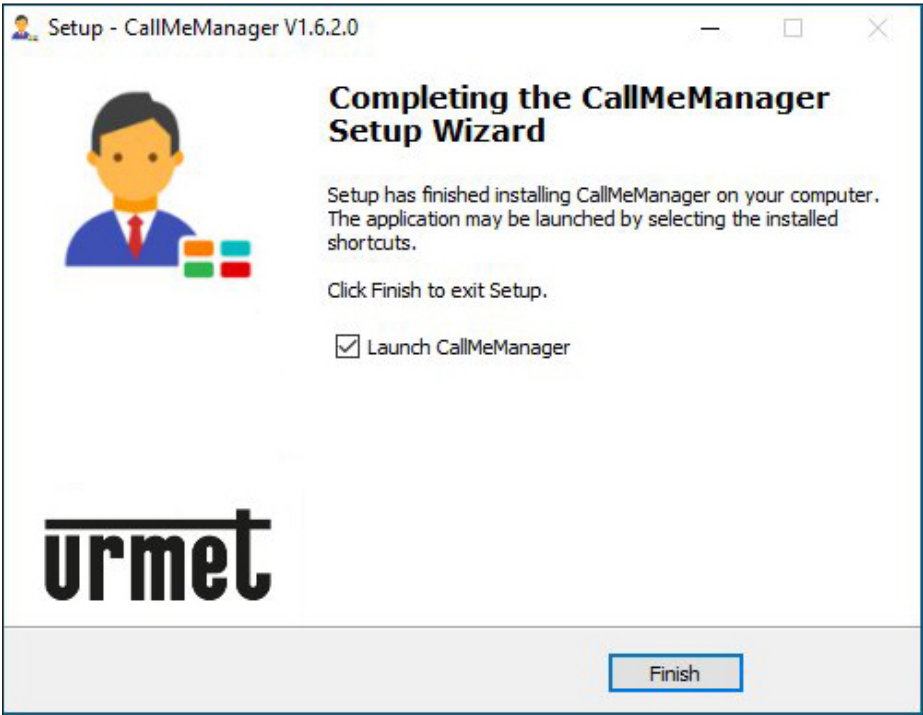 Setup - CallMeManager V1.6.2.0
Completing the CallMeManager
Setup Wizard
Setup has finished installing CallMeManager on your computer.
The application may be launched by selecting the installed
shortcuts.
Click Finish to exit Setup.
Launch CallMeManager
urmet
Finish